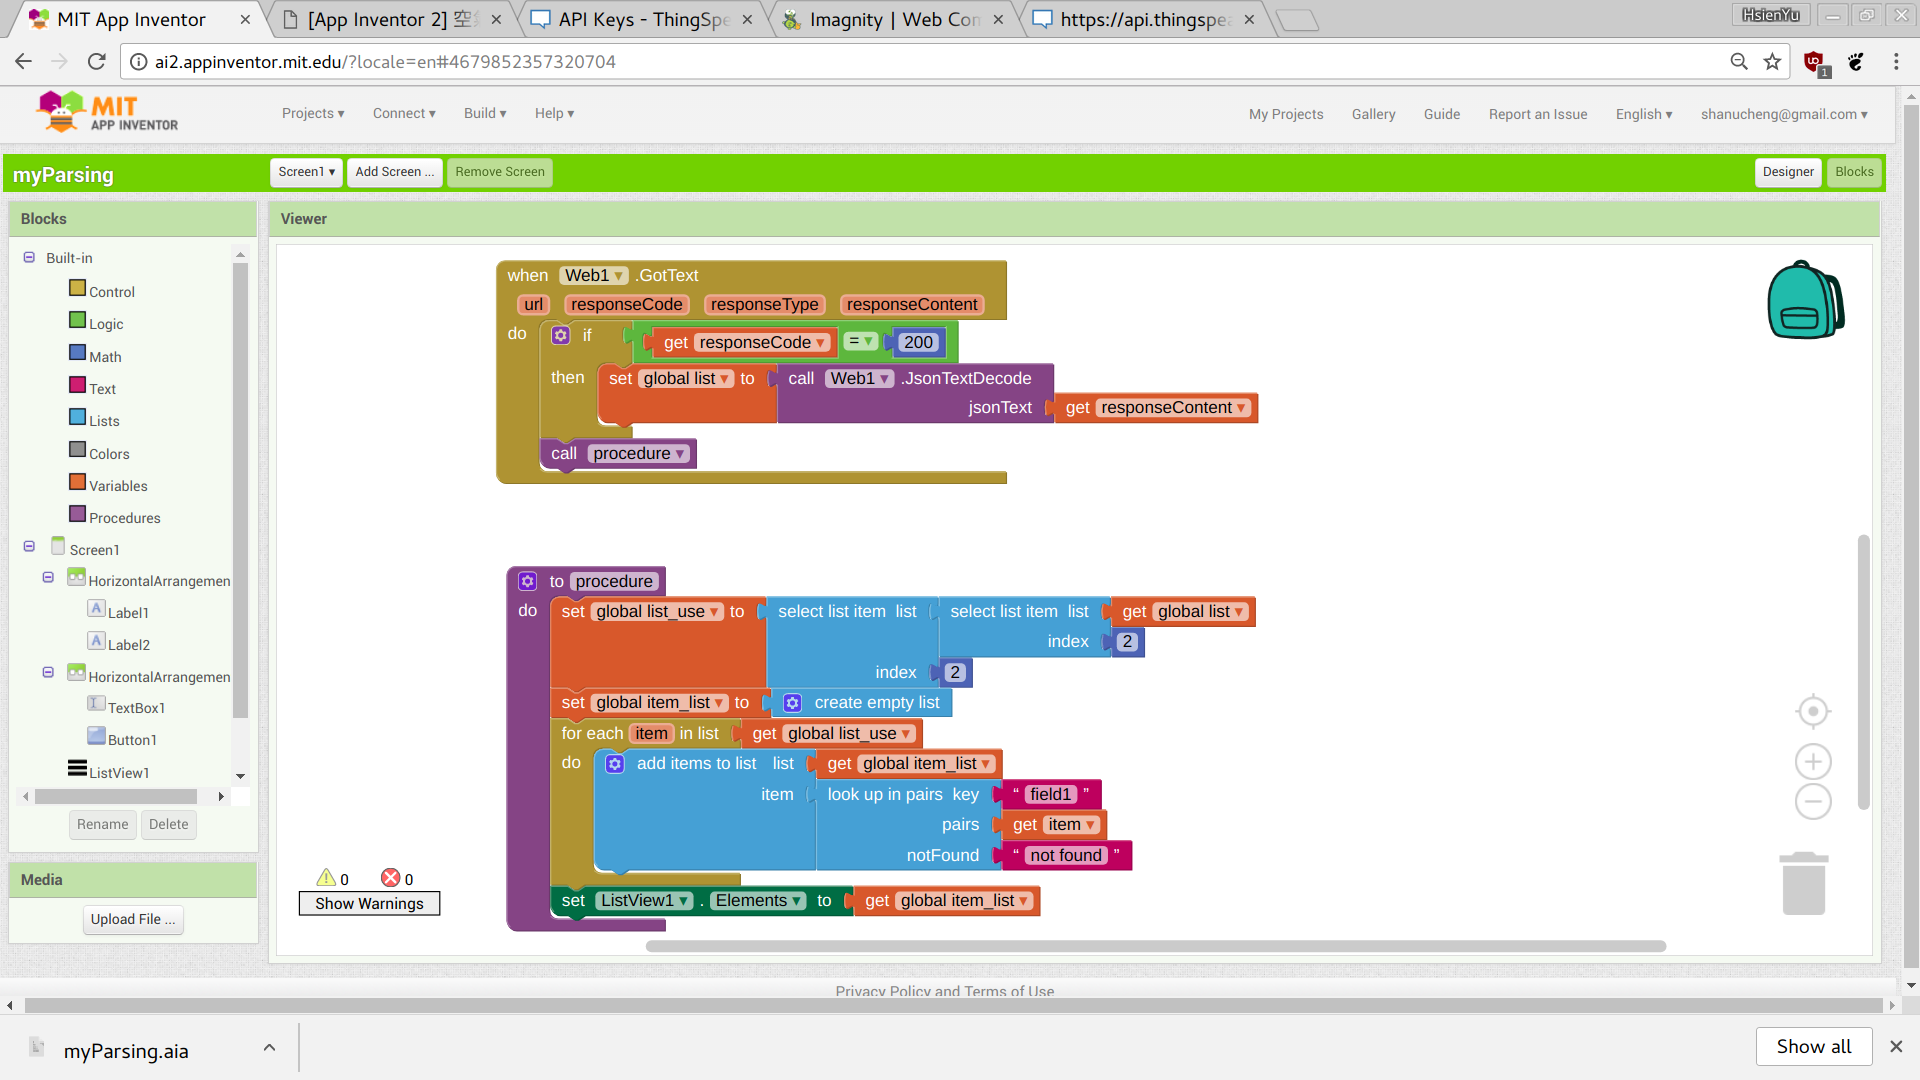 MIT App Inventor
[App Inventor 2] 空
API Keys - ThingSpe
Imagnity | Web Com
https://api.thingspea
HsienYu
ai2.appinventor.mit.edu/?locale=en#4679852357320704
1
MIT APP INVENTOR
Projects ▾ Connect ▾ Build ▾ Help ▾
My Projects Gallery Guide Report an Issue English ▾ shanucheng@gmail.com ▾
myParsing
Screen1 ▾ Add Screen ... Remove Screen
Designer Blocks
Blocks
Built-in
Control
Logic
Math
Text
Lists
Colors
Variables
Procedures
Screen1
HorizontalArrangemen
Label1
Label2
HorizontalArrangemen
TextBox1
Button1
ListView1
Rename Delete
Media
Upload File ...
Viewer
when Web1 ▾ .GotText
url responseCode responseType responseContent
do if get responseCode ▾ = ▾ 200
then set global list ▾ to call Web1 ▾ .JsonTextDecode
jsonText get responseContent ▾
call procedure ▾
to procedure
do set global list_use ▾ to select list item list select list item list get global list ▾
index 2
index 2
set global item_list ▾ to create empty list
for each item in list get global list_use ▾
do add items to list list get global item_list ▾
item look up in pairs key “ field1 ”
pairs get item ▾
notFound “ not found ”
set ListView1 ▾ . Elements ▾ to get global item_list ▾
0 0
Show Warnings
Privacy Policy and Terms of Use
myParsing.aia
Show all